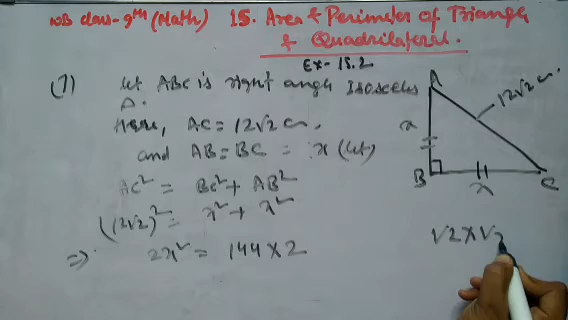 WB Class-9th (Math) 15. Area & Perimeter of Triangle
& Quadrilateral.
Ex-15.2
(7) Let ABC is right angle Isosceles
Δ.
Here, AC = 12√2 cm.
and AB = BC = x (let)
AC² = BC² + AB²
(12√2)² = x² + x²
⇒ 2x² = 144 × 2
A
12√2 cm.
x
B
x
C
√2 × √2